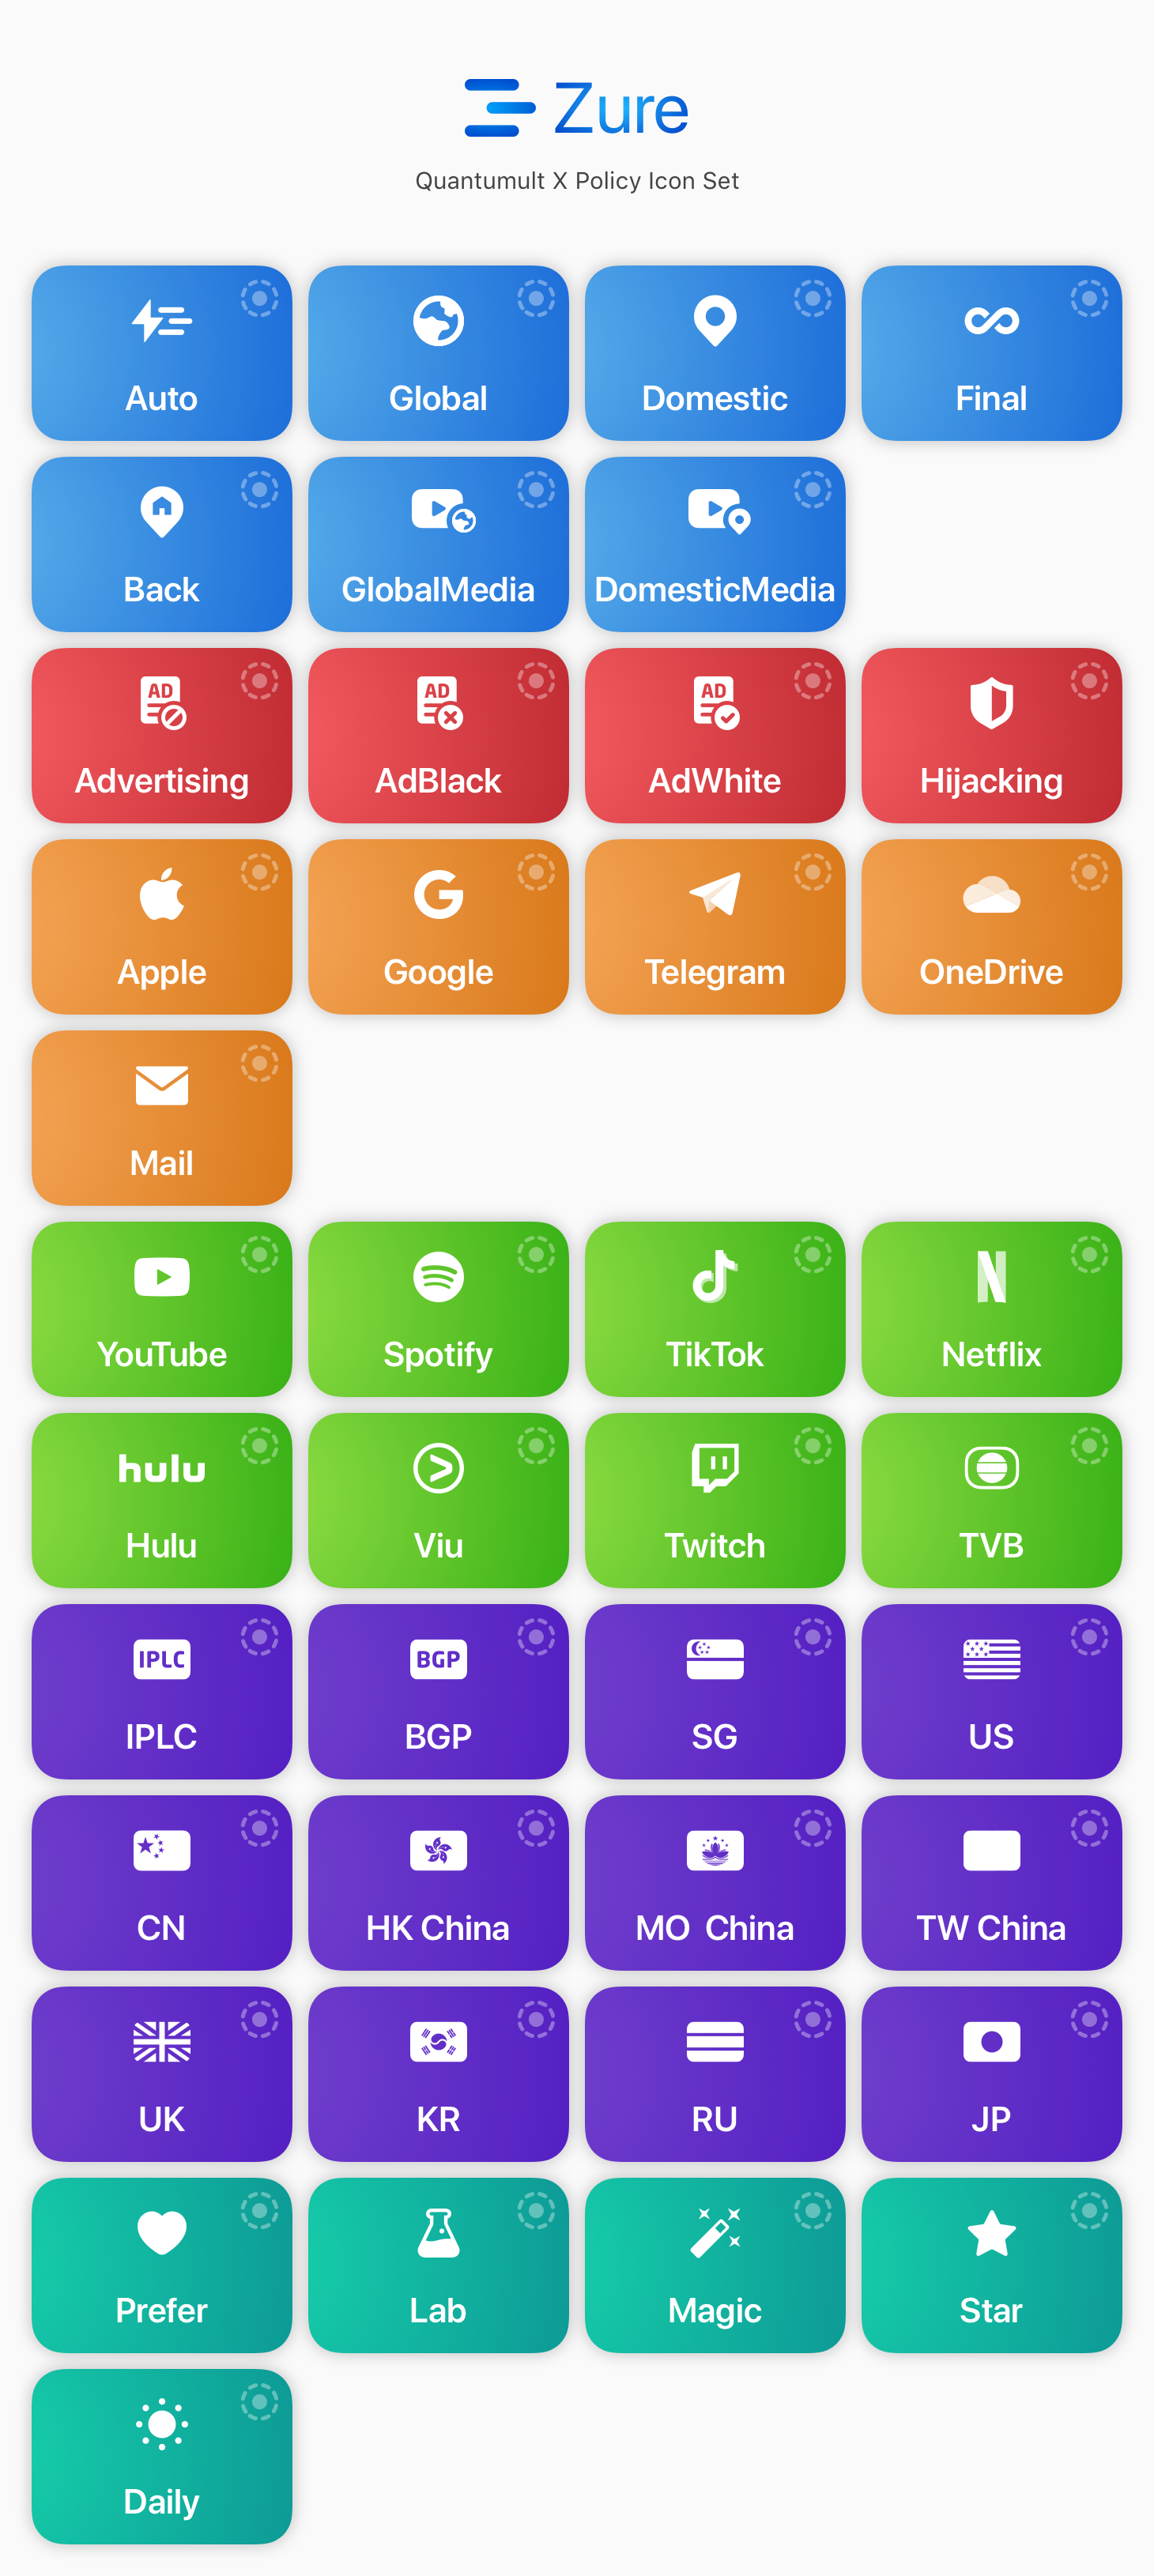 Zure
Quantumult X Policy Icon Set
Auto
Global
Domestic
Final
Back
GlobalMedia
DomesticMedia
AD
Advertising
AD
AdBlack
AD
AdWhite
Hijacking
Apple
G
Google
Telegram
OneDrive
Mail
YouTube
Spotify
TikTok
N
Netflix
hulu
Hulu
Viu
Twitch
TVB
IPLC
IPLC
BGP
BGP
SG
US
CN
HK China
MO  China
TW China
UK
KR
RU
JP
Prefer
Lab
Magic
Star
Daily